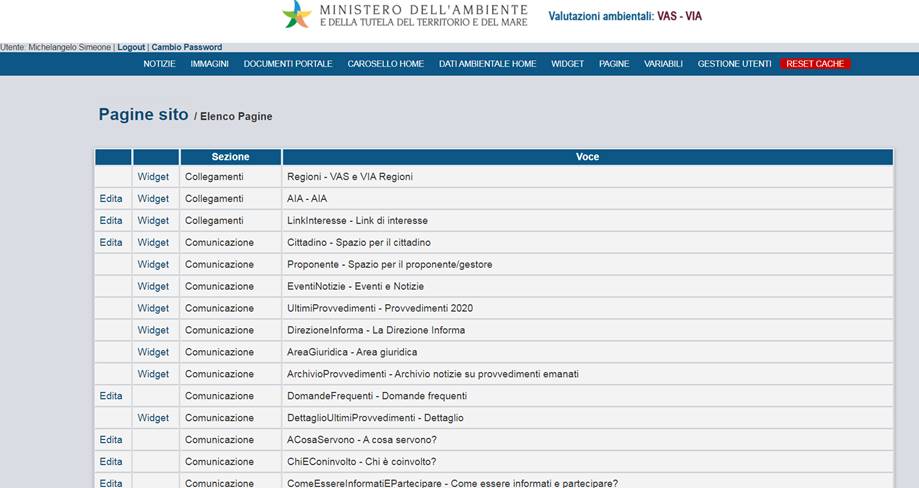 MINISTERO DELL'AMBIENTE
E DELLA TUTELA DEL TERRITORIO E DEL MARE
Valutazioni ambientali: VAS - VIA
Utente: Michelangelo Simeone | Logout | Cambio Password
NOTIZIE IMMAGINI DOCUMENTI PORTALE CAROSELLO HOME DATI AMBIENTALE HOME WIDGET PAGINE VARIABILI GESTIONE UTENTI RESET CACHE
Pagine sito / Elenco Pagine
Sezione Voce
Widget Collegamenti Regioni - VAS e VIA Regioni
Edita Widget Collegamenti AIA - AIA
Edita Widget Collegamenti LinkInteresse - Link di interesse
Edita Widget Comunicazione Cittadino - Spazio per il cittadino
Widget Comunicazione Proponente - Spazio per il proponente/gestore
Widget Comunicazione EventiNotizie - Eventi e Notizie
Widget Comunicazione UltimiProvvedimenti - Provvedimenti 2020
Widget Comunicazione DirezioneInforma - La Direzione Informa
Widget Comunicazione AreaGiuridica - Area giuridica
Widget Comunicazione ArchivioProvvedimenti - Archivio notizie su provvedimenti emanati
Edita Comunicazione DomandeFrequenti - Domande frequenti
Widget Comunicazione DettaglioUltimiProvvedimenti - Dettaglio
Edita Comunicazione ACosaServono - A cosa servono?
Edita Comunicazione ChiEConinvolto - Chi è coinvolto?
Edita Comunicazione ComeEssereInformatiEPartecipare - Come essere informati e partecipare?